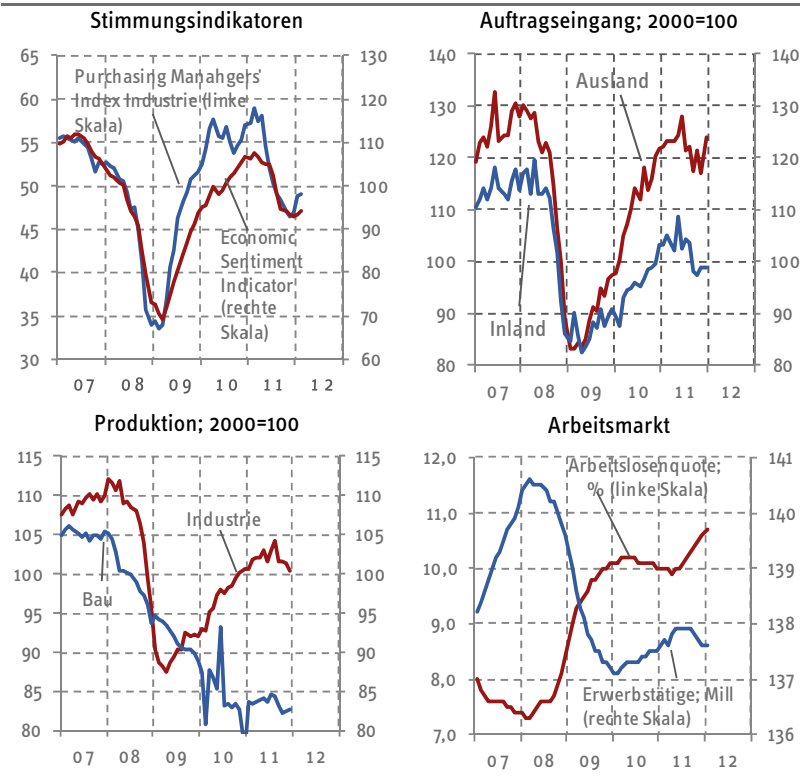 Stimmungsindikatoren
65
60
55
50
45
40
35
30
130
120
110
100
90
80
70
60
Purchasing Manahgers'
Index Industrie (linke
Skala)
Economic
Sentiment
Indicator
(rechte
Skala)
07 08 09 10 11 12
Auftragseingang; 2000=100
140
130
120
110
100
90
80
140
130
120
110
100
90
80
Ausland
Inland
07 08 09 10 11 12
Produktion; 2000=100
115
110
105
100
95
90
85
80
115
110
105
100
95
90
85
80
Industrie
Bau
07 08 09 10 11 12
Arbeitsmarkt
12,0
11,0
10,0
9,0
8,0
7,0
141
140
139
138
137
136
Arbeitslosenquote;
% (linke Skala)
Erwerbstätige; Mill
(rechte Skala)
07 08 09 10 11 12